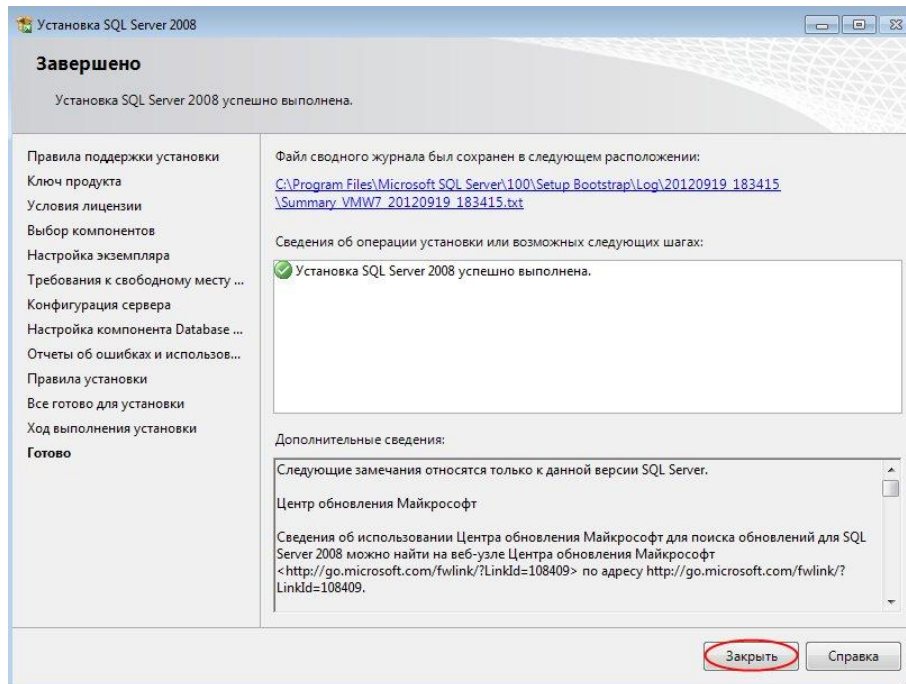 Установка SQL Server 2008
Завершено
Установка SQL Server 2008 успешно выполнена.
Правила поддержки установки
Ключ продукта
Условия лицензии
Выбор компонентов
Настройка экземпляра
Требования к свободному месту ...
Конфигурация сервера
Настройка компонента Database ...
Отчеты об ошибках и использов...
Правила установки
Все готово для установки
Ход выполнения установки
Готово
Файл сводного журнала был сохранен в следующем расположении:
C:\Program Files\Microsoft SQL Server\100\Setup Bootstrap\Log\20120919_183415
\Summary_VMW7_20120919_183415.txt
Сведения об операции установки или возможных следующих шагах:
Установка SQL Server 2008 успешно выполнена.
Дополнительные сведения:
Следующие замечания относятся только к данной версии SQL Server.
Центр обновления Майкрософт
Сведения об использовании Центра обновления Майкрософт для поиска обновлений для SQL
Server 2008 можно найти на веб-узле Центра обновления Майкрософт
<http://go.microsoft.com/fwlink/?LinkId=108409> по адресу http://go.microsoft.com/fwlink/?
LinkId=108409.
Закрыть
Справка